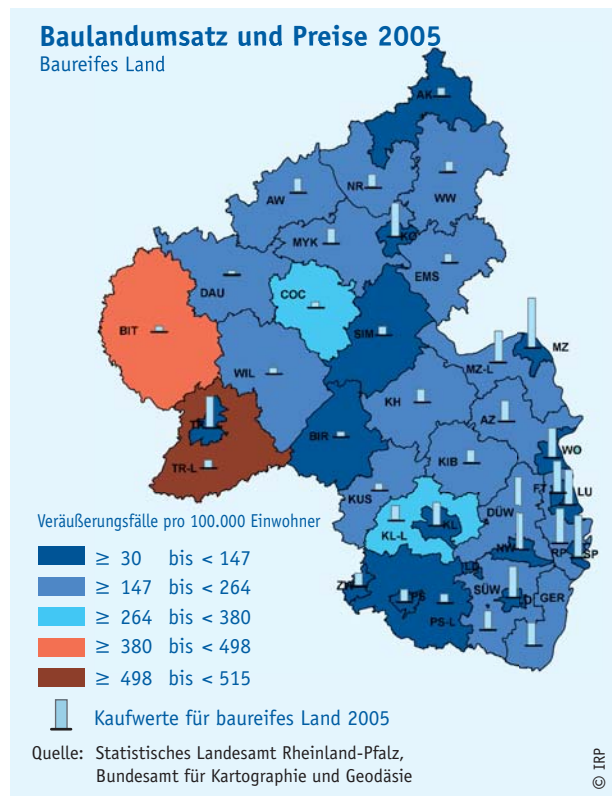 Baulandumsatz und Preise 2005
Baureifes Land
AK
NR
WW
AW
KO
MYK
EMS
DAU
COC
BIT
SIM
MZ
WIL
MZ-L
KH
AZ
BIR
WO
TR-L
KIB
FT
LU
KUS
DÜW
KL
KL-L
NW
RP
SP
ZW
SÜW
GER
PS
PS-L
Veräußerungsfälle pro 100.000 Einwohner
≥ 30 bis < 147
≥ 147 bis < 264
≥ 264 bis < 380
≥ 380 bis < 498
≥ 498 bis < 515
Kaufwerte für baureifes Land 2005
Quelle: Statistisches Landesamt Rheinland-Pfalz,
Bundesamt für Kartographie und Geodäsie
© IRP